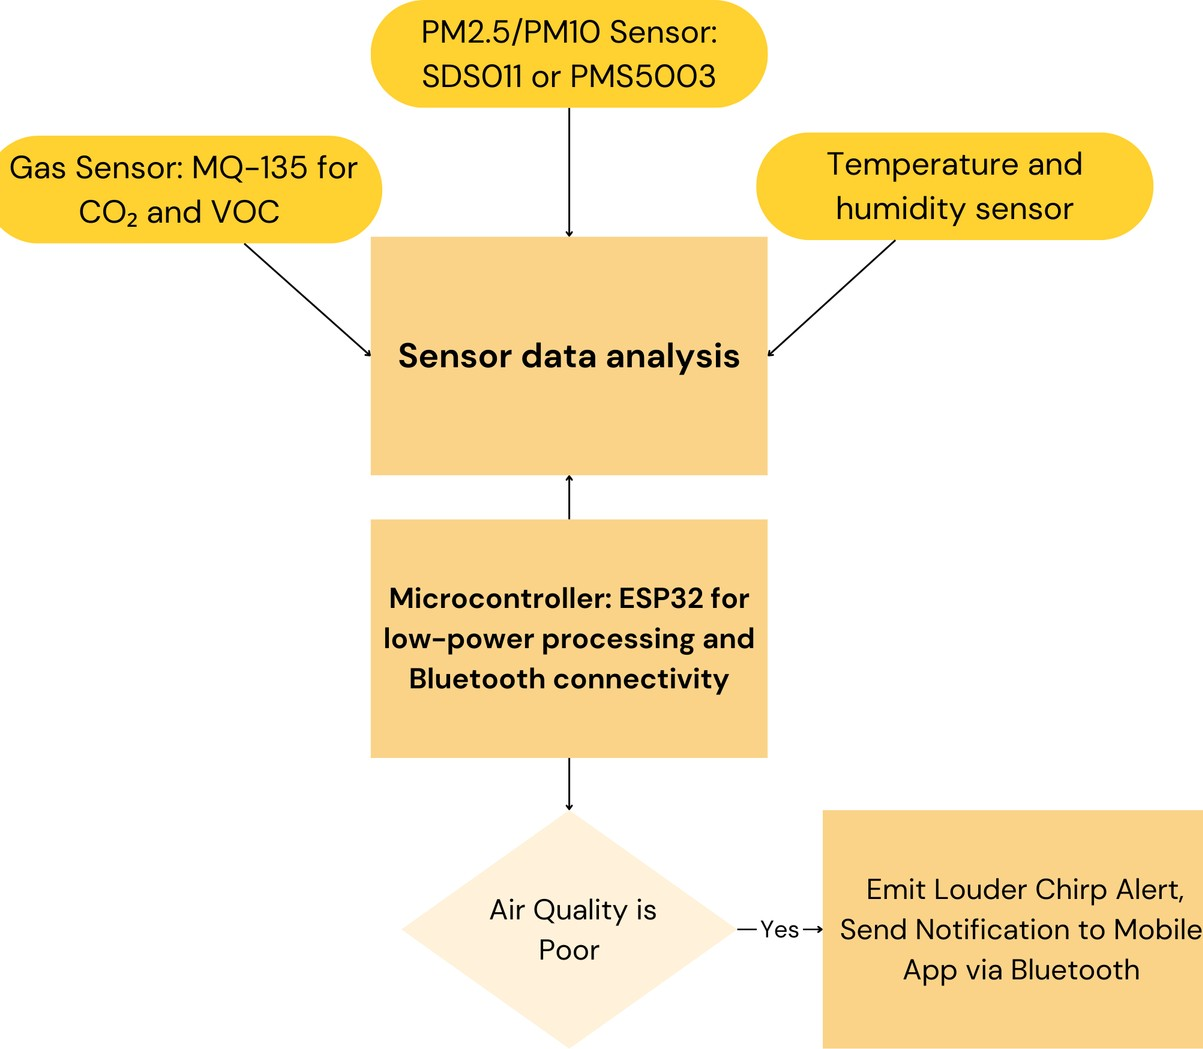 PM2.5/PM10 Sensor:
SDS011 or PMS5003
Gas Sensor: MQ-135 for
CO₂ and VOC
Temperature and
humidity sensor
Sensor data analysis
Microcontroller: ESP32 for
low-power processing and
Bluetooth connectivity
Air Quality is
Poor
Yes
Emit Louder Chirp Alert,
Send Notification to Mobile
App via Bluetooth